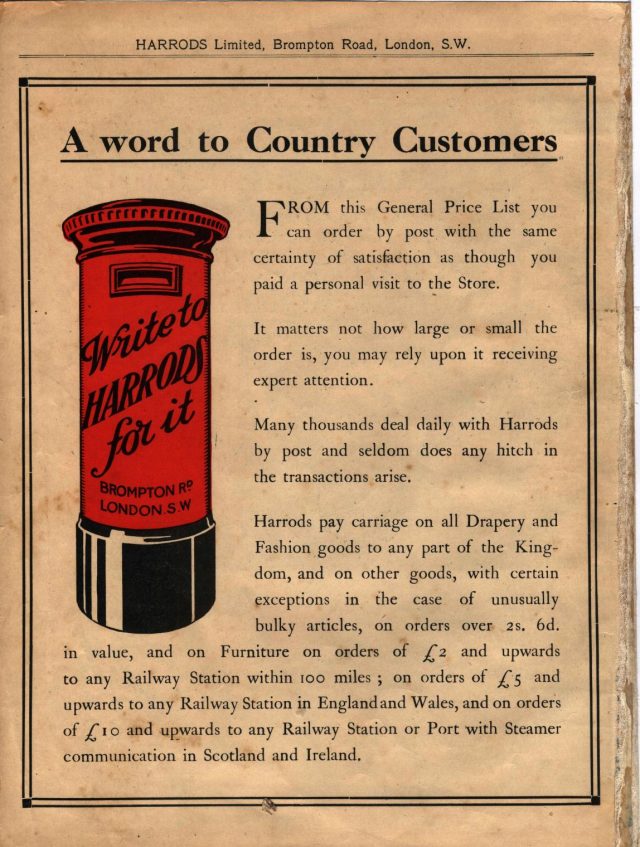 HARRODS Limited, Brompton Road, London, S.W.
A word to Country Customers
Write to
HARRODS
for it
BROMPTON RD
LONDON. S.W
FROM this General Price List you
can order by post with the same
certainty of satisfaction as though you
paid a personal visit to the Store.
It matters not how large or small the
order is, you may rely upon it receiving
expert attention.
Many thousands deal daily with Harrods
by post and seldom does any hitch in
the transactions arise.
Harrods pay carriage on all Drapery and
Fashion goods to any part of the King-
dom, and on other goods, with certain
exceptions in the case of unusually
bulky articles, on orders over 2s. 6d.
in value, and on Furniture on orders of £2 and upwards
to any Railway Station within 100 miles ; on orders of £5 and
upwards to any Railway Station in England and Wales, and on orders
of £10 and upwards to any Railway Station or Port with Steamer
communication in Scotland and Ireland.